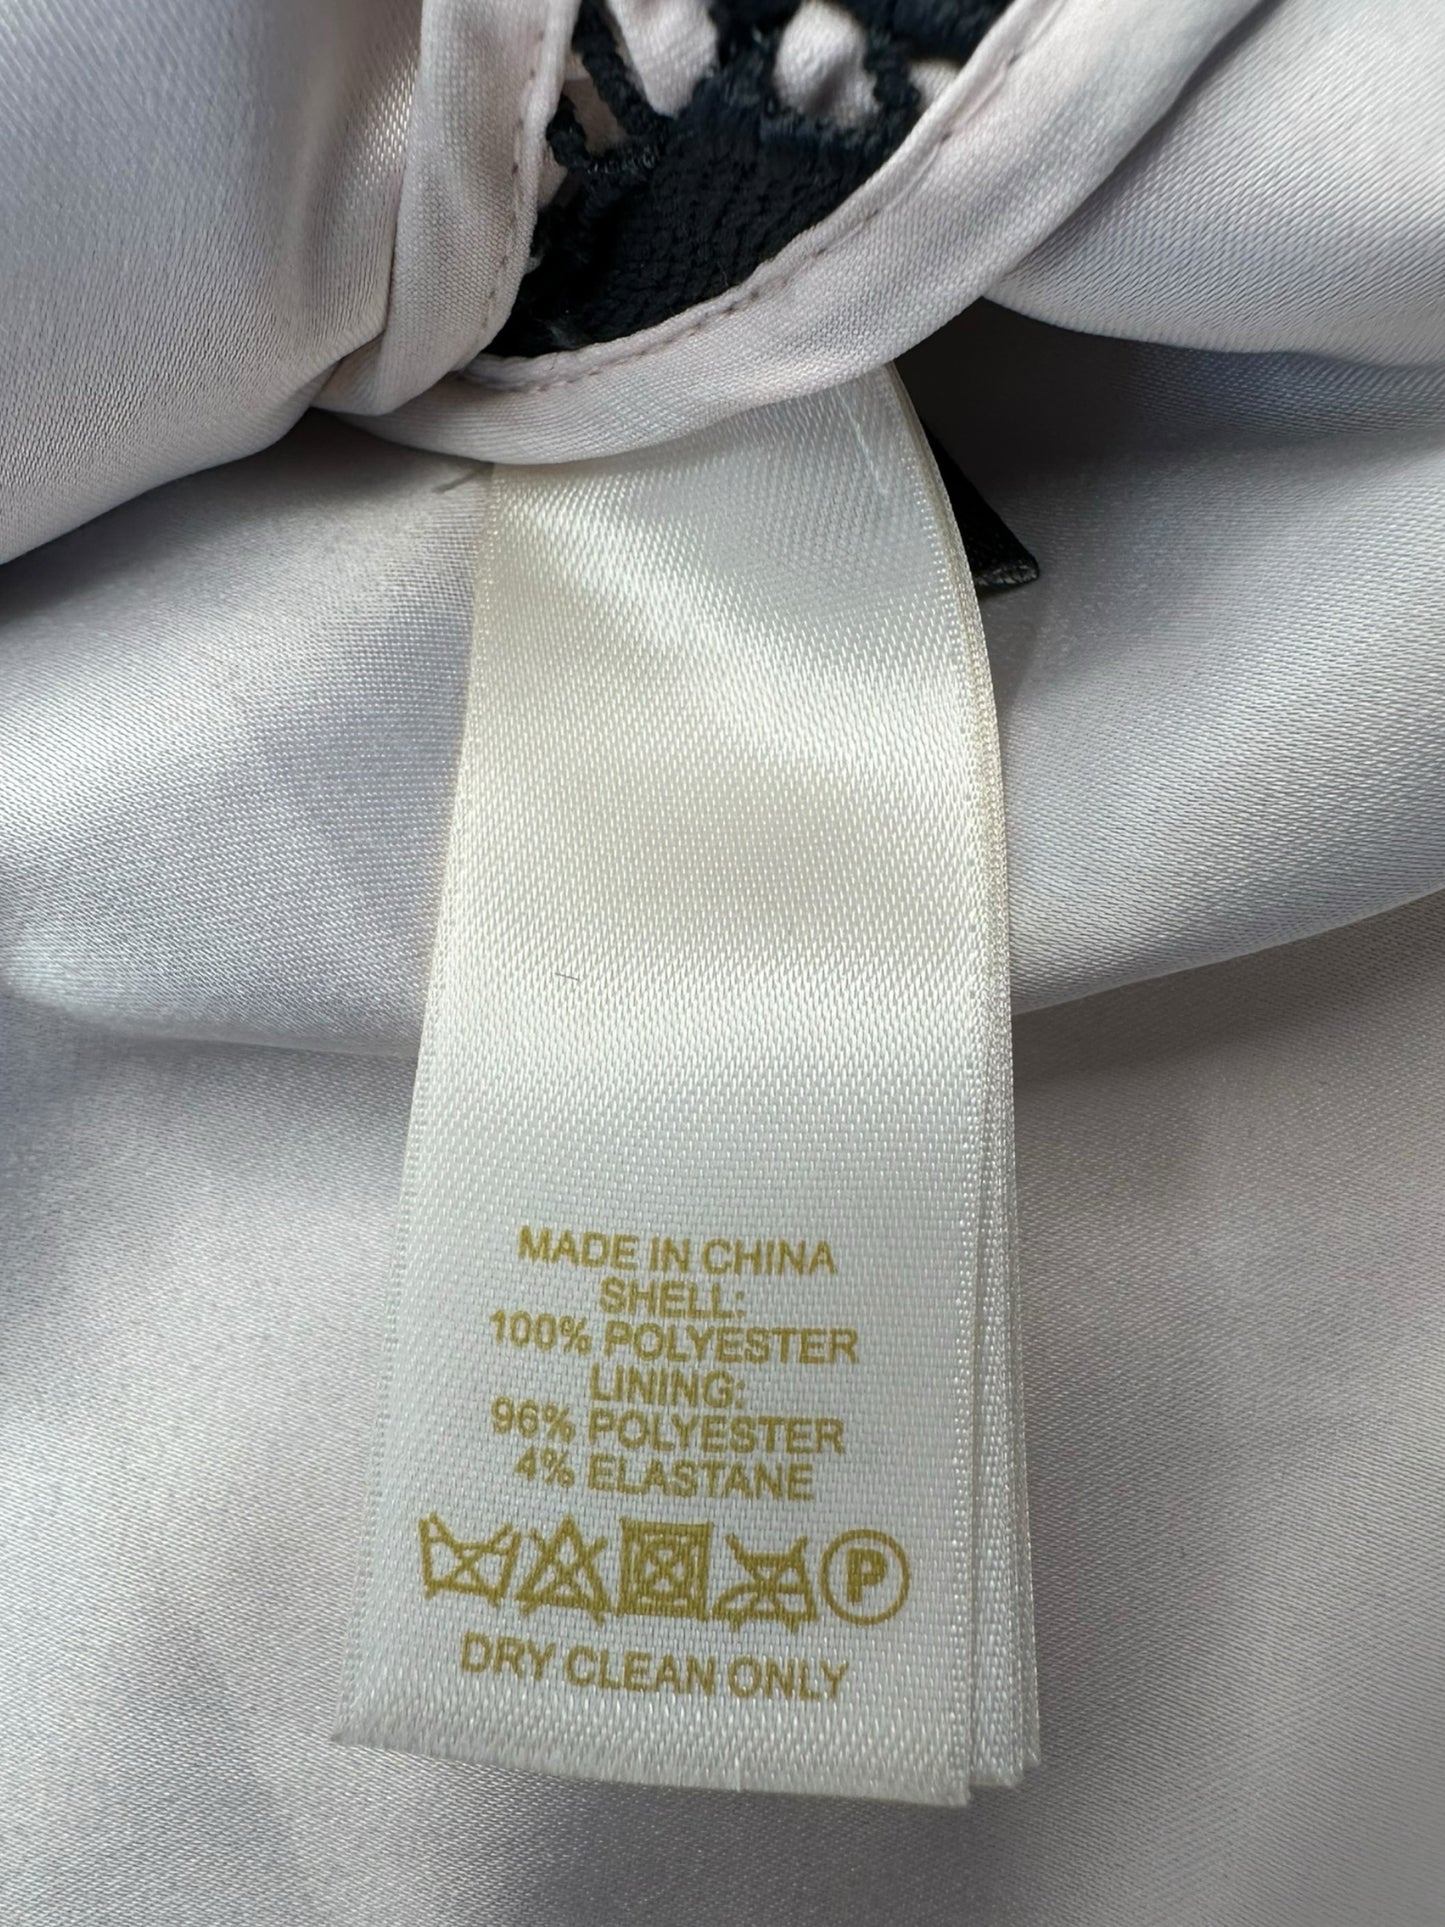 MADE IN CHINA
SHELL:
100% POLYESTER
LINING:
96% POLYESTER
4% ELASTANE
P
DRY CLEAN ONLY